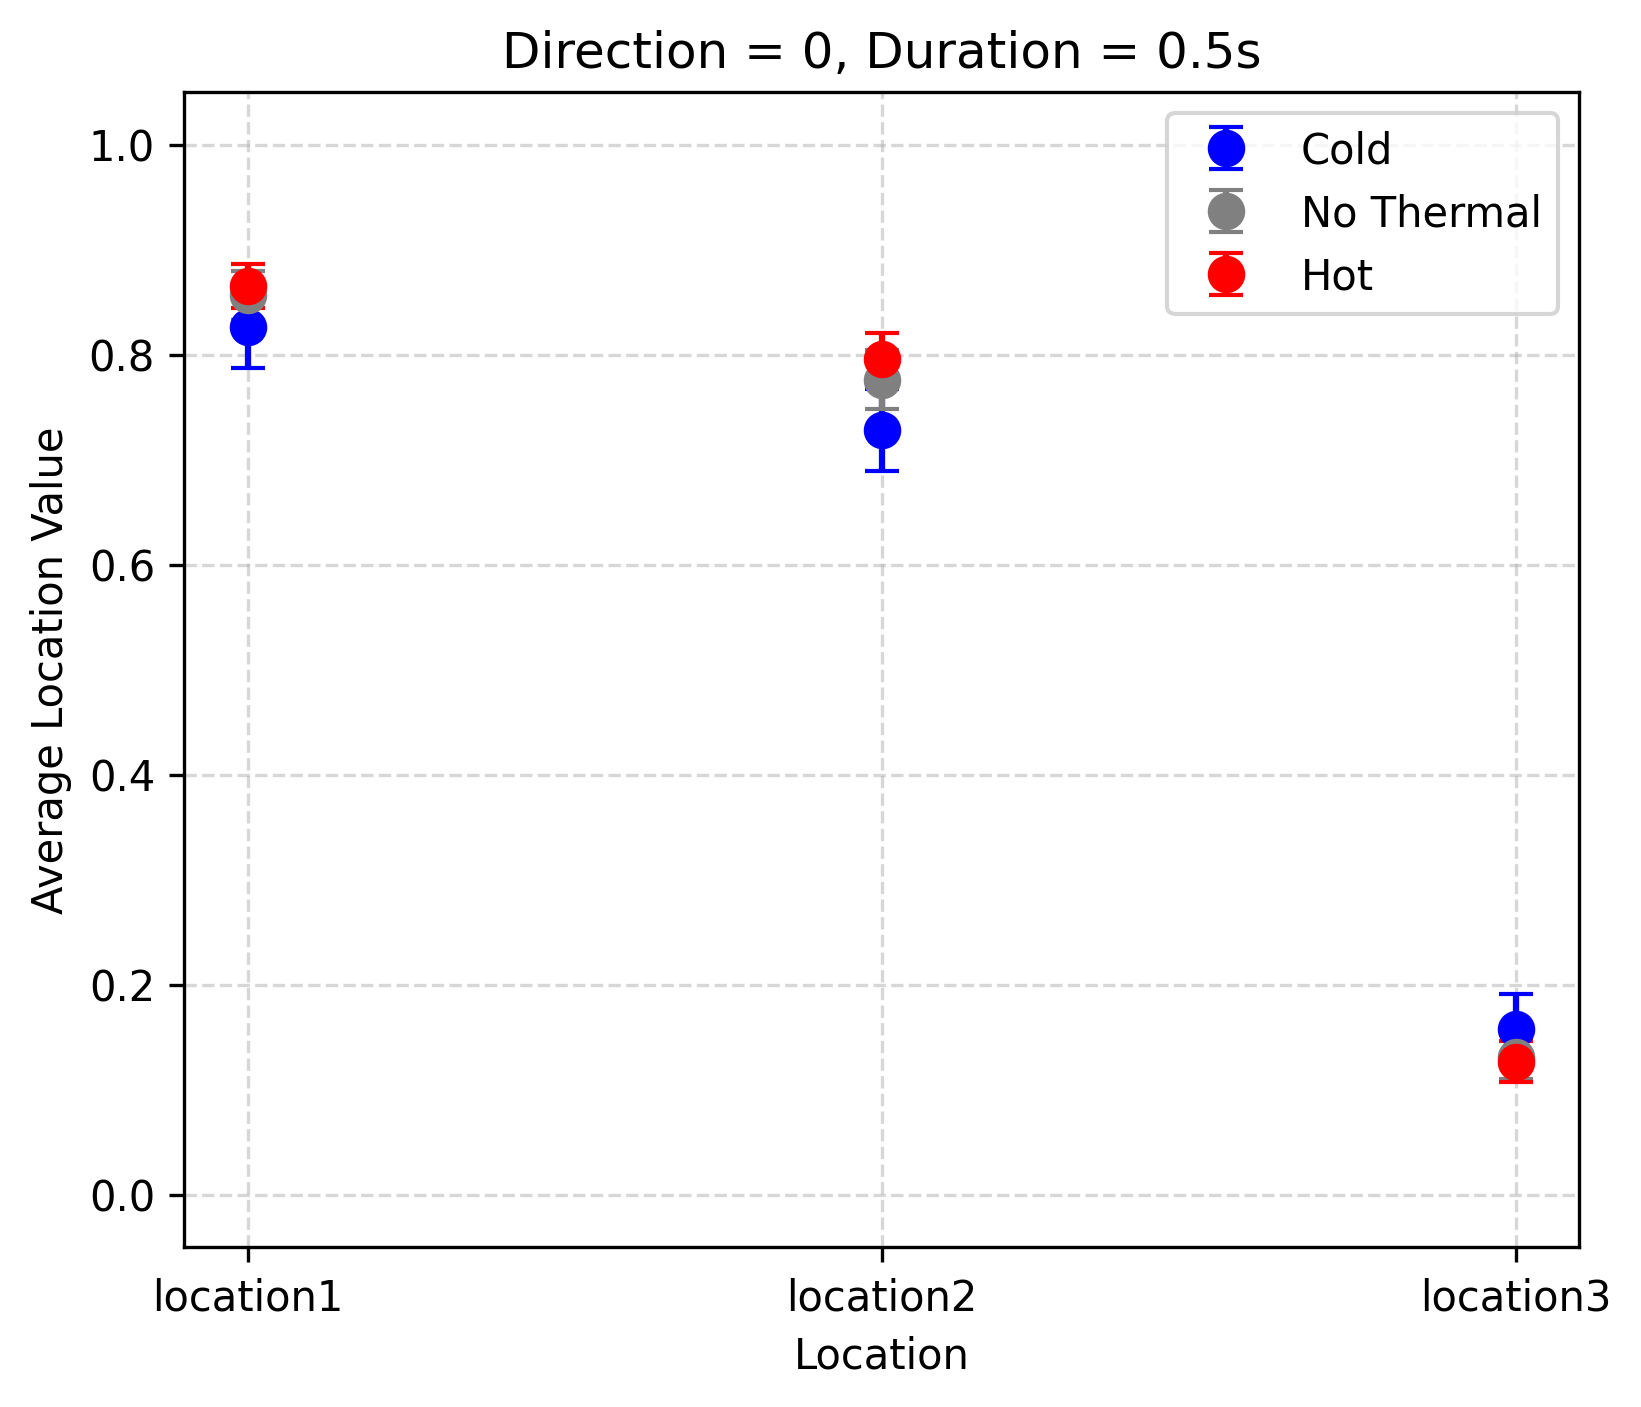 Direction = 0, Duration = 0.5s
Cold
No Thermal
Hot
1.0
0.8
0.6
0.4
0.2
0.0
Average Location Value
location1
location2
location3
Location